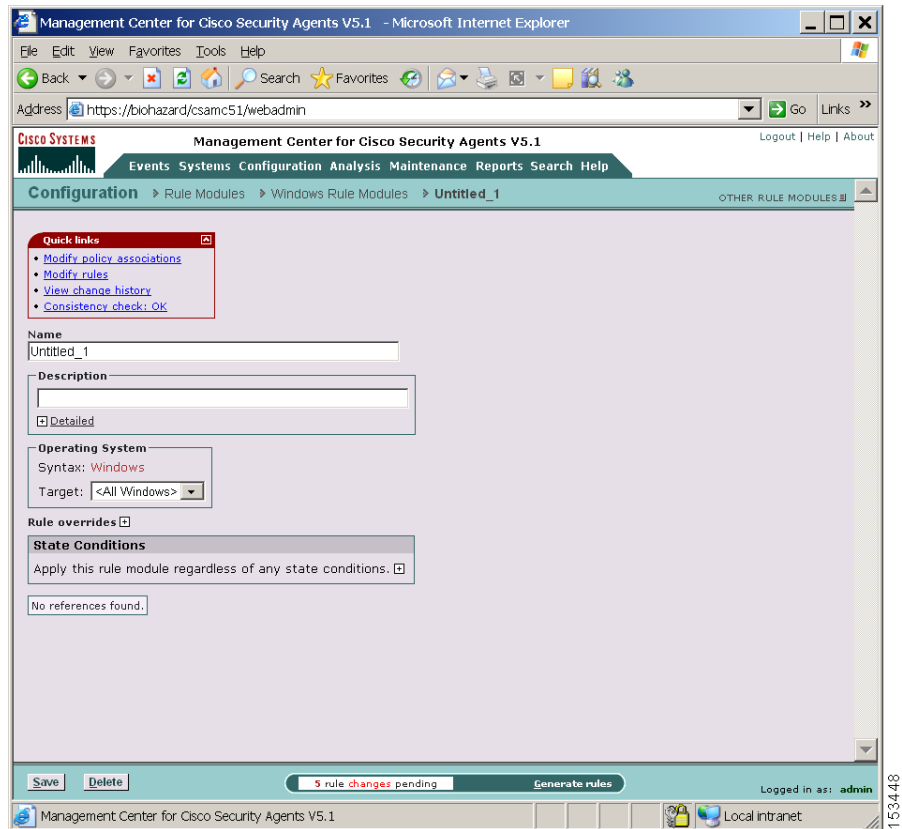 Management Center for Cisco Security Agents V5.1 - Microsoft Internet Explorer
File Edit View Favorites Tools Help
Back Search Favorites
Address https://biohazard/csamc51/webadmin Go Links »
CISCO SYSTEMS
Management Center for Cisco Security Agents V5.1
Logout | Help | About
Events Systems Configuration Analysis Maintenance Reports Search Help
Configuration Rule Modules Windows Rule Modules Untitled_1
OTHER RULE MODULES
Quick links
• Modify policy associations
• Modify rules
• View change history
• Consistency check: OK
Name
Untitled_1
Description
Detailed
Operating System
Syntax: Windows
Target: <All Windows>
Rule overrides
State Conditions
Apply this rule module regardless of any state conditions.
No references found.
Save Delete 5 rule changes pending Generate rules
Logged in as: admin
Management Center for Cisco Security Agents V5.1 Local intranet
153448